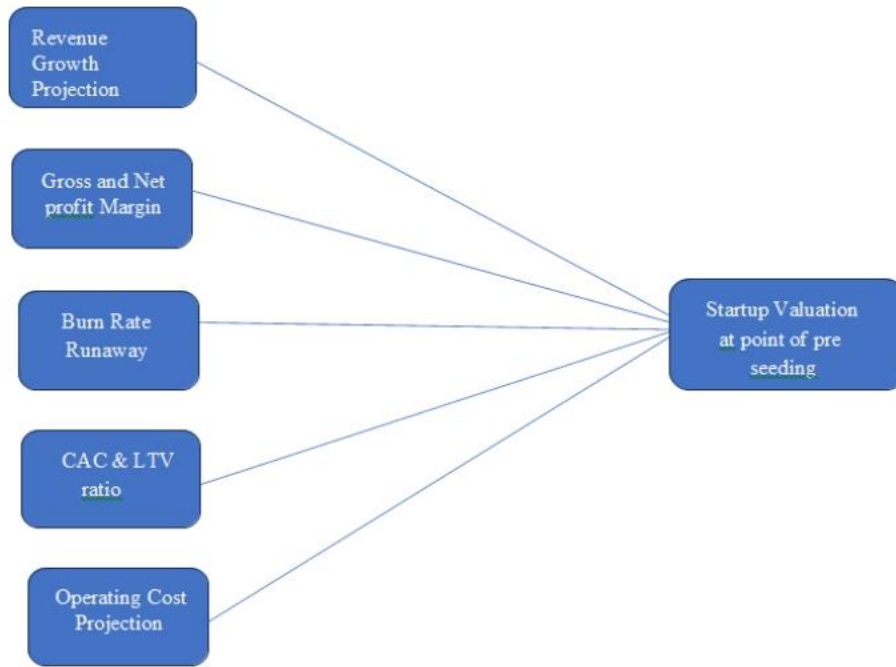 Revenue
Growth
Projection
Gross and Net
profit Margin
Burn Rate
Runaway
CAC & LTV
ratio
Operating Cost
Projection
Startup Valuation
at point of pre
seeding